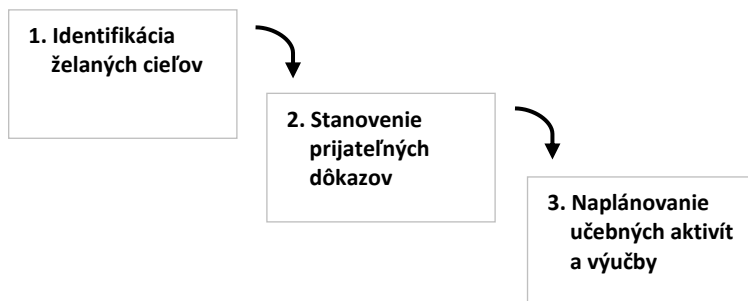 1. Identifikácia
želaných cieľov
2. Stanovenie
prijateľných
dôkazov
3. Naplánovanie
učebných aktivít
a výučby